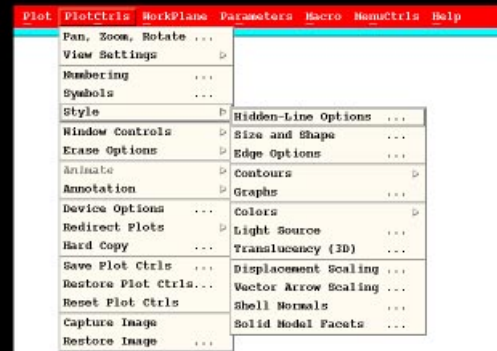 Plot PlotCtrls WorkPlane Parameters Macro MenuCtrls Help
Pan, Zoom, Rotate ...
View Settings
Numbering ...
Symbols ...
Style
Window Controls
Erase Options
Animate
Annotation
Device Options ...
Redirect Plots
Hard Copy ...
Save Plot Ctrls ...
Restore Plot Ctrls...
Reset Plot Ctrls
Capture Image
Restore Image ...
Hidden-Line Options ...
Size and Shape ...
Edge Options ...
Contours
Graphs ...
Colors
Light Source ...
Translucency (3D) ...
Displacement Scaling ...
Vector Arrow Scaling ...
Shell Normals ...
Solid Model Facets ...